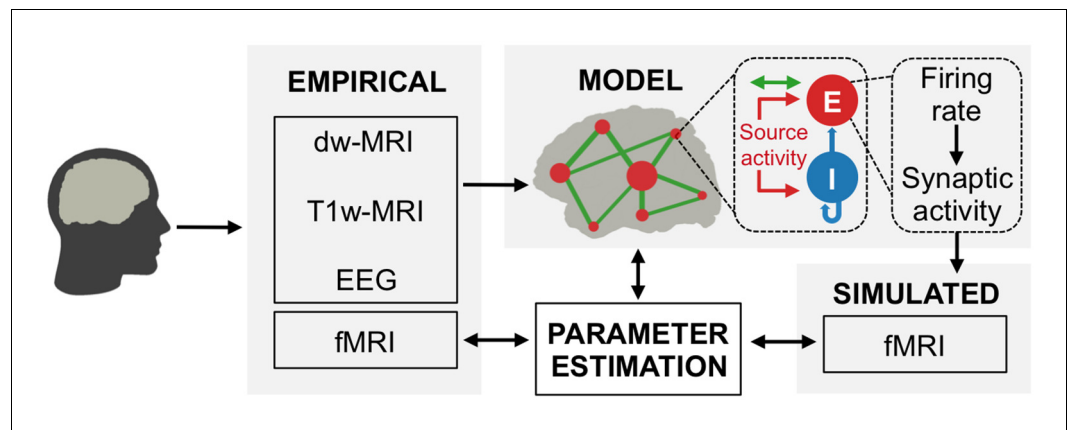 EMPIRICAL
dw-MRI
T1w-MRI
EEG
fMRI
MODEL
Source
activity
E
I
Firing
rate
Synaptic
activity
PARAMETER
ESTIMATION
SIMULATED
fMRI